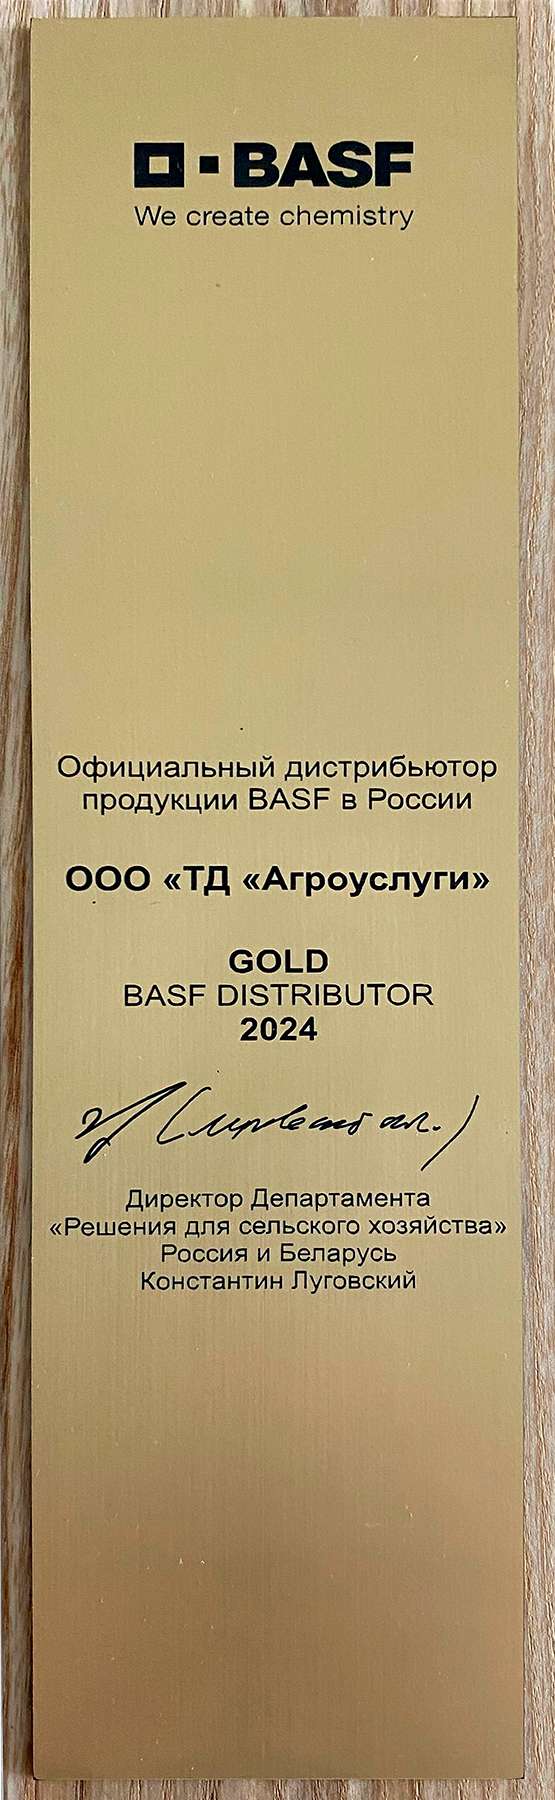 BASF
We create chemistry
Официальный дистрибьютор
продукции BASF в России
ООО «ТД «Агроуслуги»
GOLD
BASF DISTRIBUTOR
2024
Директор Департамента
«Решения для сельского хозяйства»
Россия и Беларусь
Константин Луговский